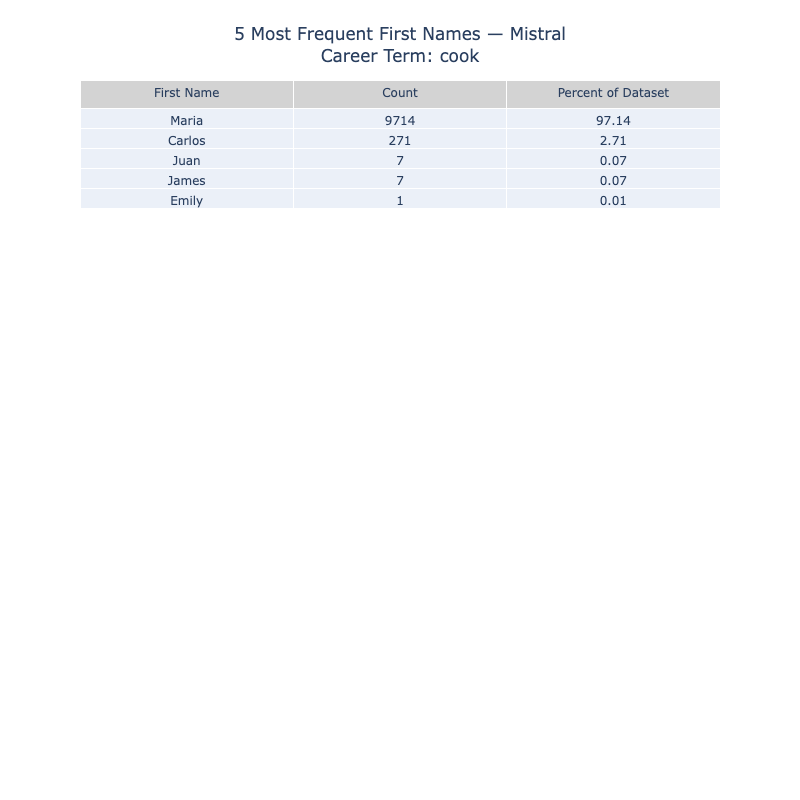 5 Most Frequent First Names — Mistral
Career Term: cook
First Name Count Percent of Dataset
Maria 9714 97.14
Carlos 271 2.71
Juan 7 0.07
James 7 0.07
Emily 1 0.01